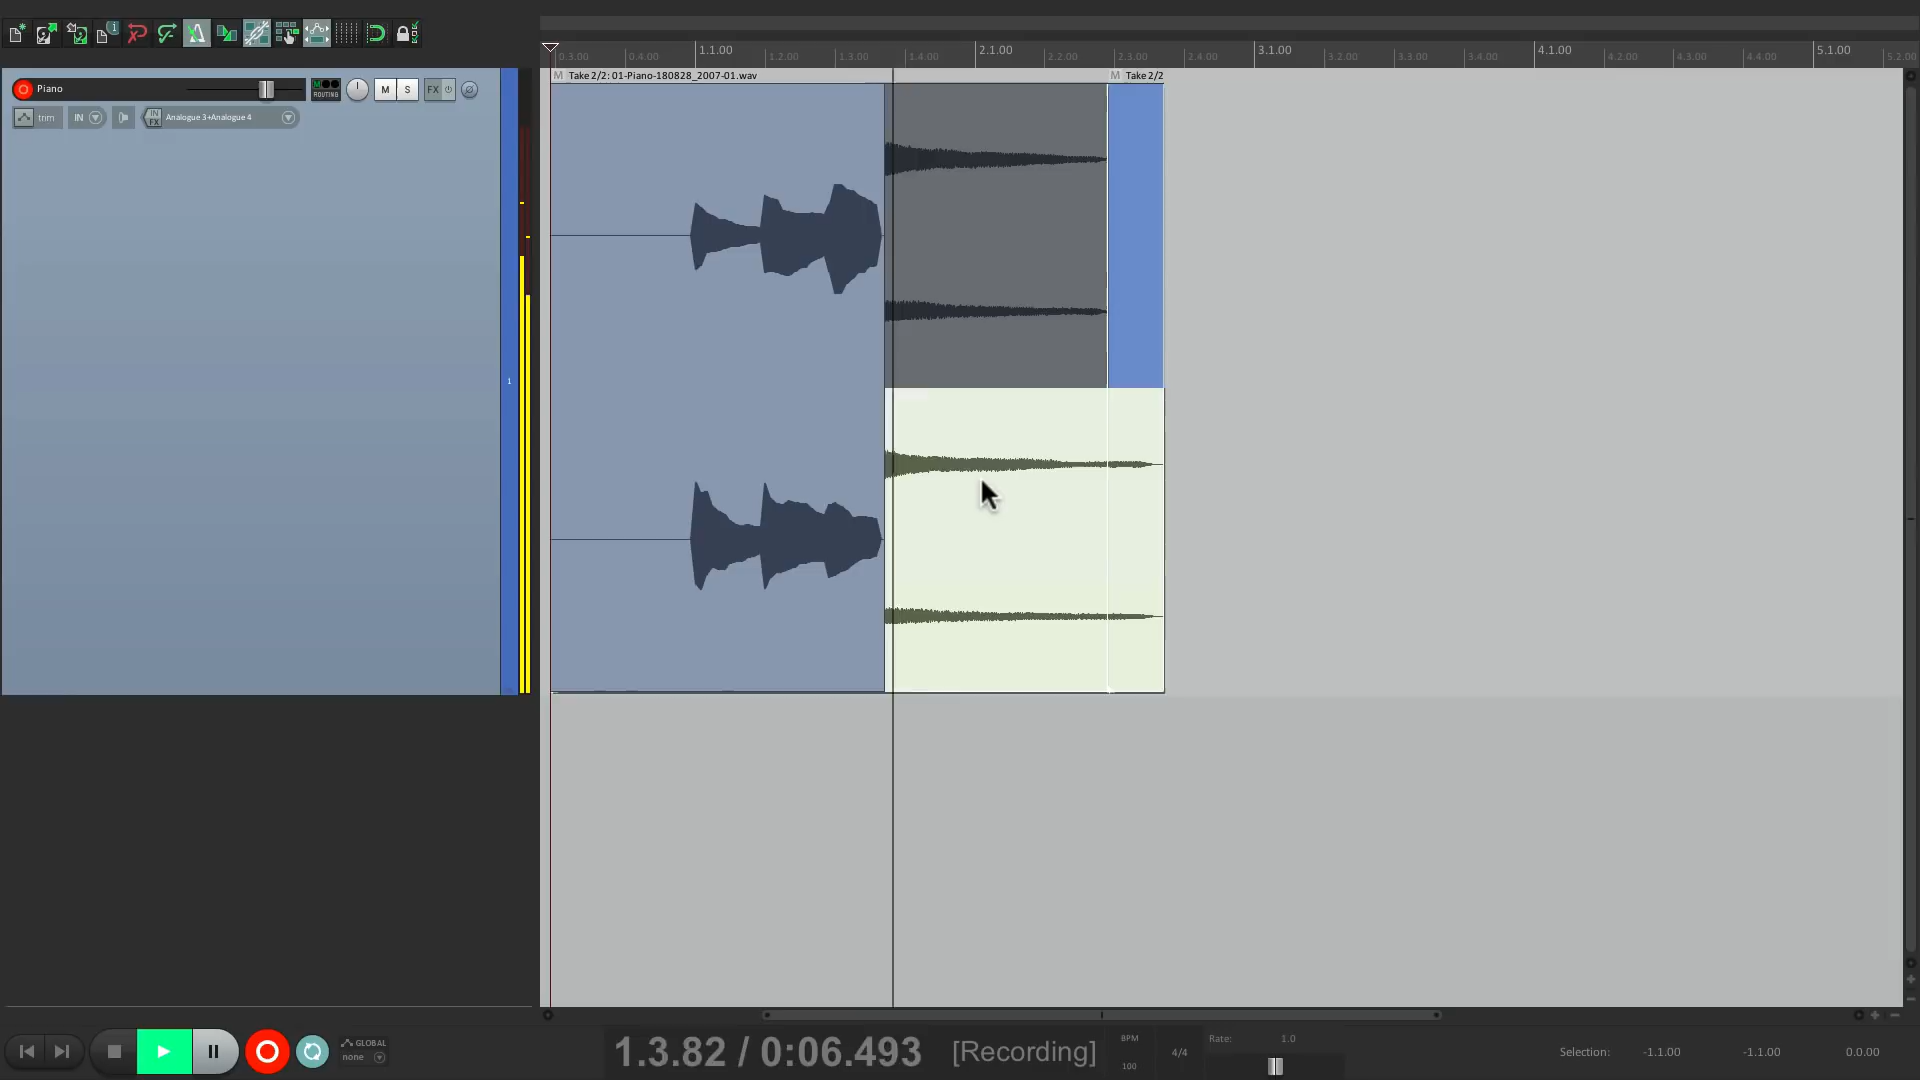 0.3.00 0.4.00 1.1.00 1.2.00 1.3.00 1.4.00 2.1.00 2.2.00 2.3.00 2.4.00 3.1.00 3.2.00 3.3.00 3.4.00 4.1.00 4.2.00 4.3.00 4.4.00 5.1.00 5.2.00
M Take 2/2: 01-Piano-180828_2007-01.wav M Take 2/2
Piano ROUTING M S FX
trim IN IN FX Analogue 3+Analogue 4
1
GLOBAL
none
1.3.82 / 0:06.493 [Recording]
BPM
100
4/4
Rate: 1.0
Selection: -1.1.00 -1.1.00 0.0.00